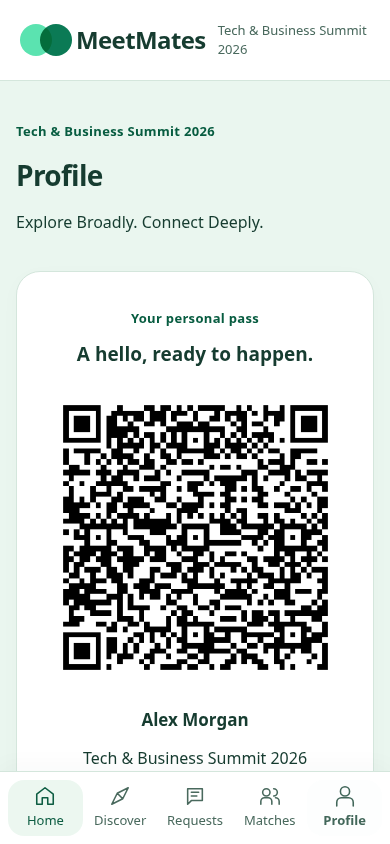 MeetMates
Tech & Business Summit
2026
Tech & Business Summit 2026
Profile
Explore Broadly. Connect Deeply.
Your personal pass
A hello, ready to happen.
Alex Morgan
Tech & Business Summit 2026
Home
Discover
Requests
Matches
Profile